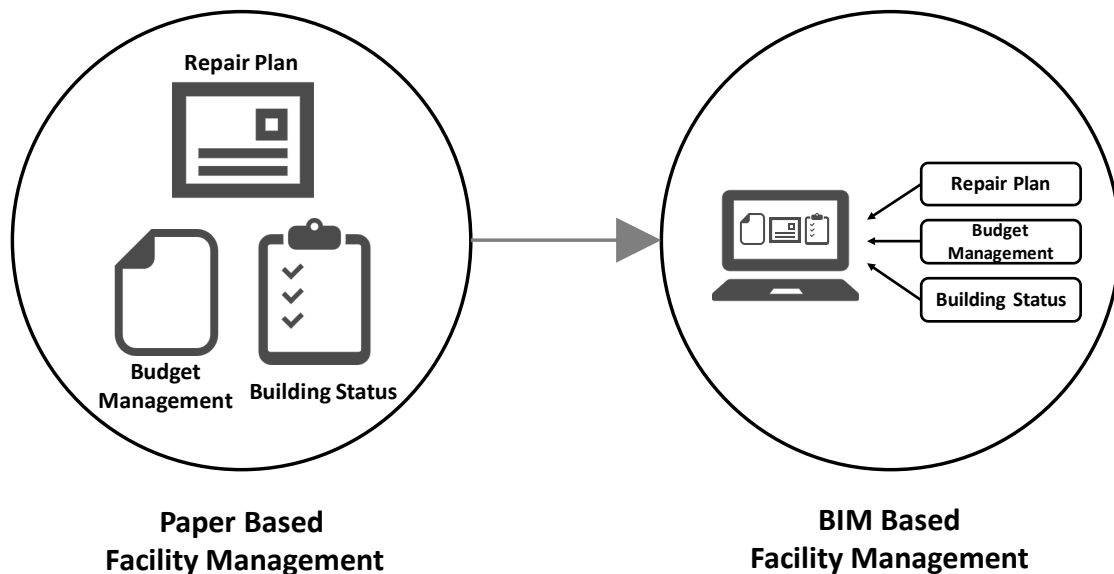 Repair Plan
Budget
Management
Building Status
Paper Based
Facility Management
Repair Plan
Budget
Management
Building Status
BIM Based
Facility Management